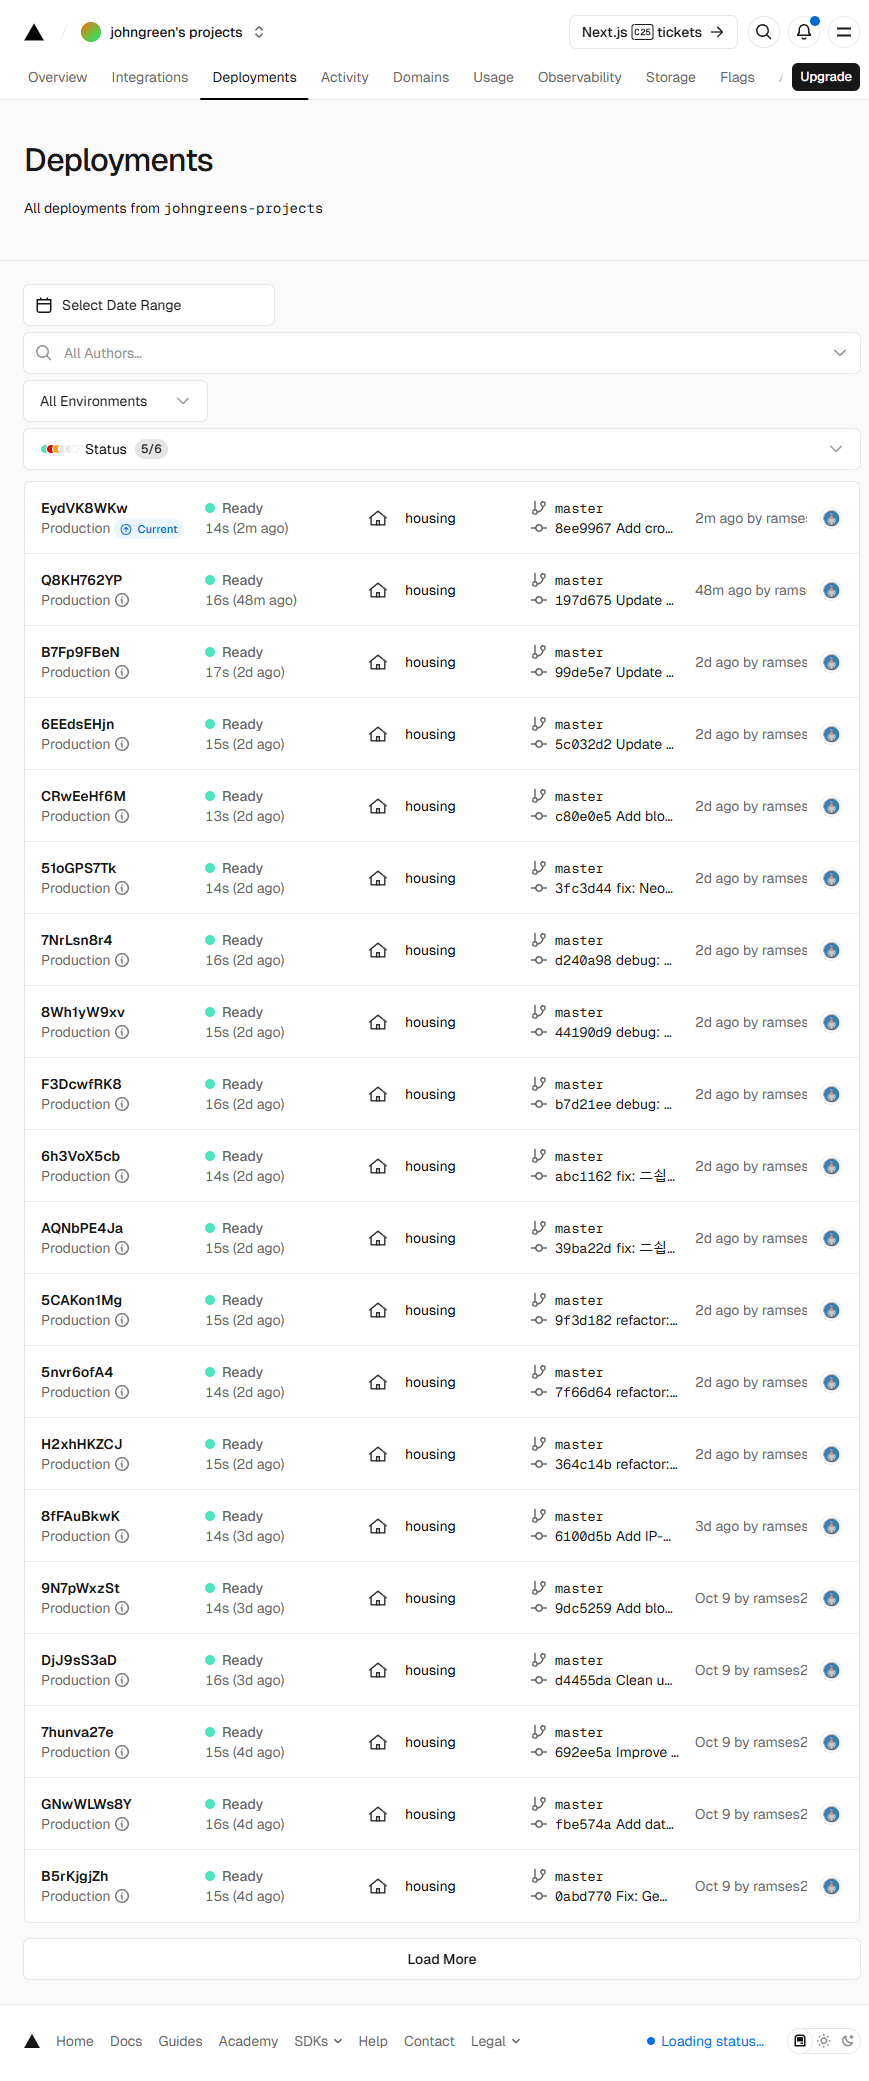 johngreen's projects
Next.js C25 tickets
Overview Integrations Deployments Activity Domains Usage Observability Storage Flags Upgrade
Deployments
All deployments from johngreens-projects
Select Date Range
All Authors...
All Environments
Status 5/6
EydVK8WKw Ready housing master 2m ago by ramses
Production Current 14s (2m ago) 8ee9967 Add cro...
Q8KH762YP Ready housing master 48m ago by rams
Production 16s (48m ago) 197d675 Update ...
B7Fp9FBeN Ready housing master 2d ago by ramses
Production 17s (2d ago) 99de5e7 Update ...
6EEdsEHjn Ready housing master 2d ago by ramses
Production 15s (2d ago) 5c032d2 Update ...
CRwEeHf6M Ready housing master 2d ago by ramses
Production 13s (2d ago) c80e0e5 Add blo...
51oGPS7Tk Ready housing master 2d ago by ramses
Production 14s (2d ago) 3fc3d44 fix: Neo...
7NrLsn8r4 Ready housing master 2d ago by ramses
Production 16s (2d ago) d240a98 debug: ...
8Wh1yW9xv Ready housing master 2d ago by ramses
Production 15s (2d ago) 44190d9 debug: ...
F3DcwfRK8 Ready housing master 2d ago by ramses
Production 16s (2d ago) b7d21ee debug: ...
6h3VoX5cb Ready housing master 2d ago by ramses
Production 14s (2d ago) abc1162 fix: 느쉽...
AQNbPE4Ja Ready housing master 2d ago by ramses
Production 15s (2d ago) 39ba22d fix: 느쉽...
5CAKon1Mg Ready housing master 2d ago by ramses
Production 15s (2d ago) 9f3d182 refactor:...
5nvr6ofA4 Ready housing master 2d ago by ramses
Production 14s (2d ago) 7f66d64 refactor:...
H2xhHKZCJ Ready housing master 2d ago by ramses
Production 15s (2d ago) 364c14b refactor:...
8fFAuBkwK Ready housing master 3d ago by ramses
Production 14s (3d ago) 6100d5b Add IP-...
9N7pWxzSt Ready housing master Oct 9 by ramses2
Production 14s (3d ago) 9dc5259 Add blo...
DjJ9sS3aD Ready housing master Oct 9 by ramses2
Production 16s (3d ago) d4455da Clean u...
7hunva27e Ready housing master Oct 9 by ramses2
Production 15s (4d ago) 692ee5a Improve ...
GNwWLWs8Y Ready housing master Oct 9 by ramses2
Production 16s (4d ago) fbe574a Add dat...
B5rKjgjZh Ready housing master Oct 9 by ramses2
Production 15s (4d ago) 0abd770 Fix: Ge...
Load More
Home Docs Guides Academy SDKs Help Contact Legal Loading status...